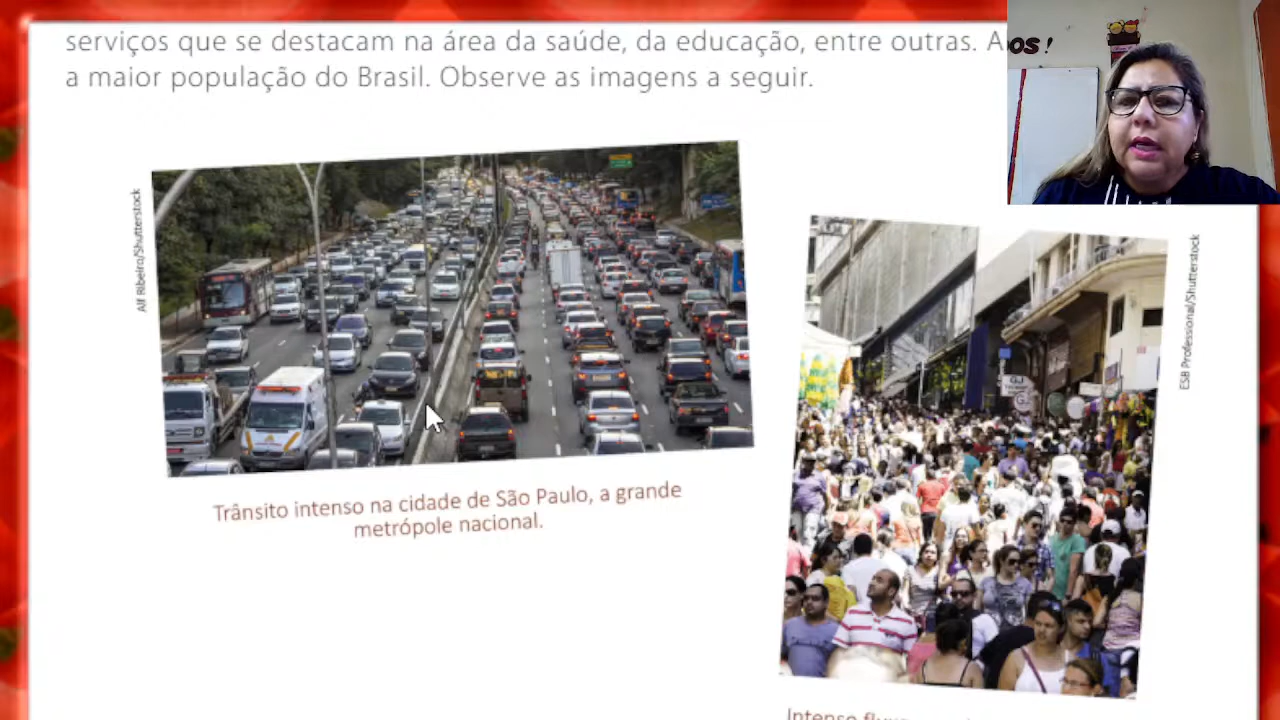 serviços que se destacam na área da saúde, da educação, entre outras. A
a maior população do Brasil. Observe as imagens a seguir.
Alf Ribeiro/Shutterstock
Trânsito intenso na cidade de São Paulo, a grande
metrópole nacional.
ESB Professional/Shutterstock
Intenso